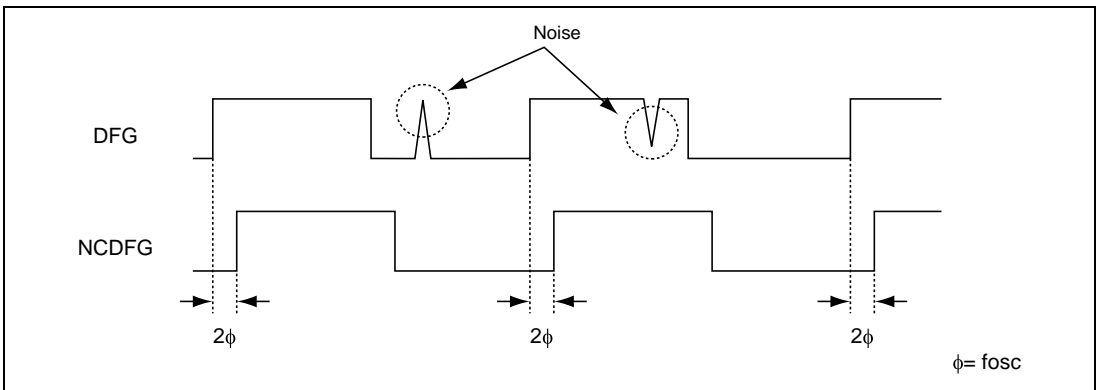 Noise
DFG
NCDFG
2ϕ 2ϕ 2ϕ
ϕ= fosc